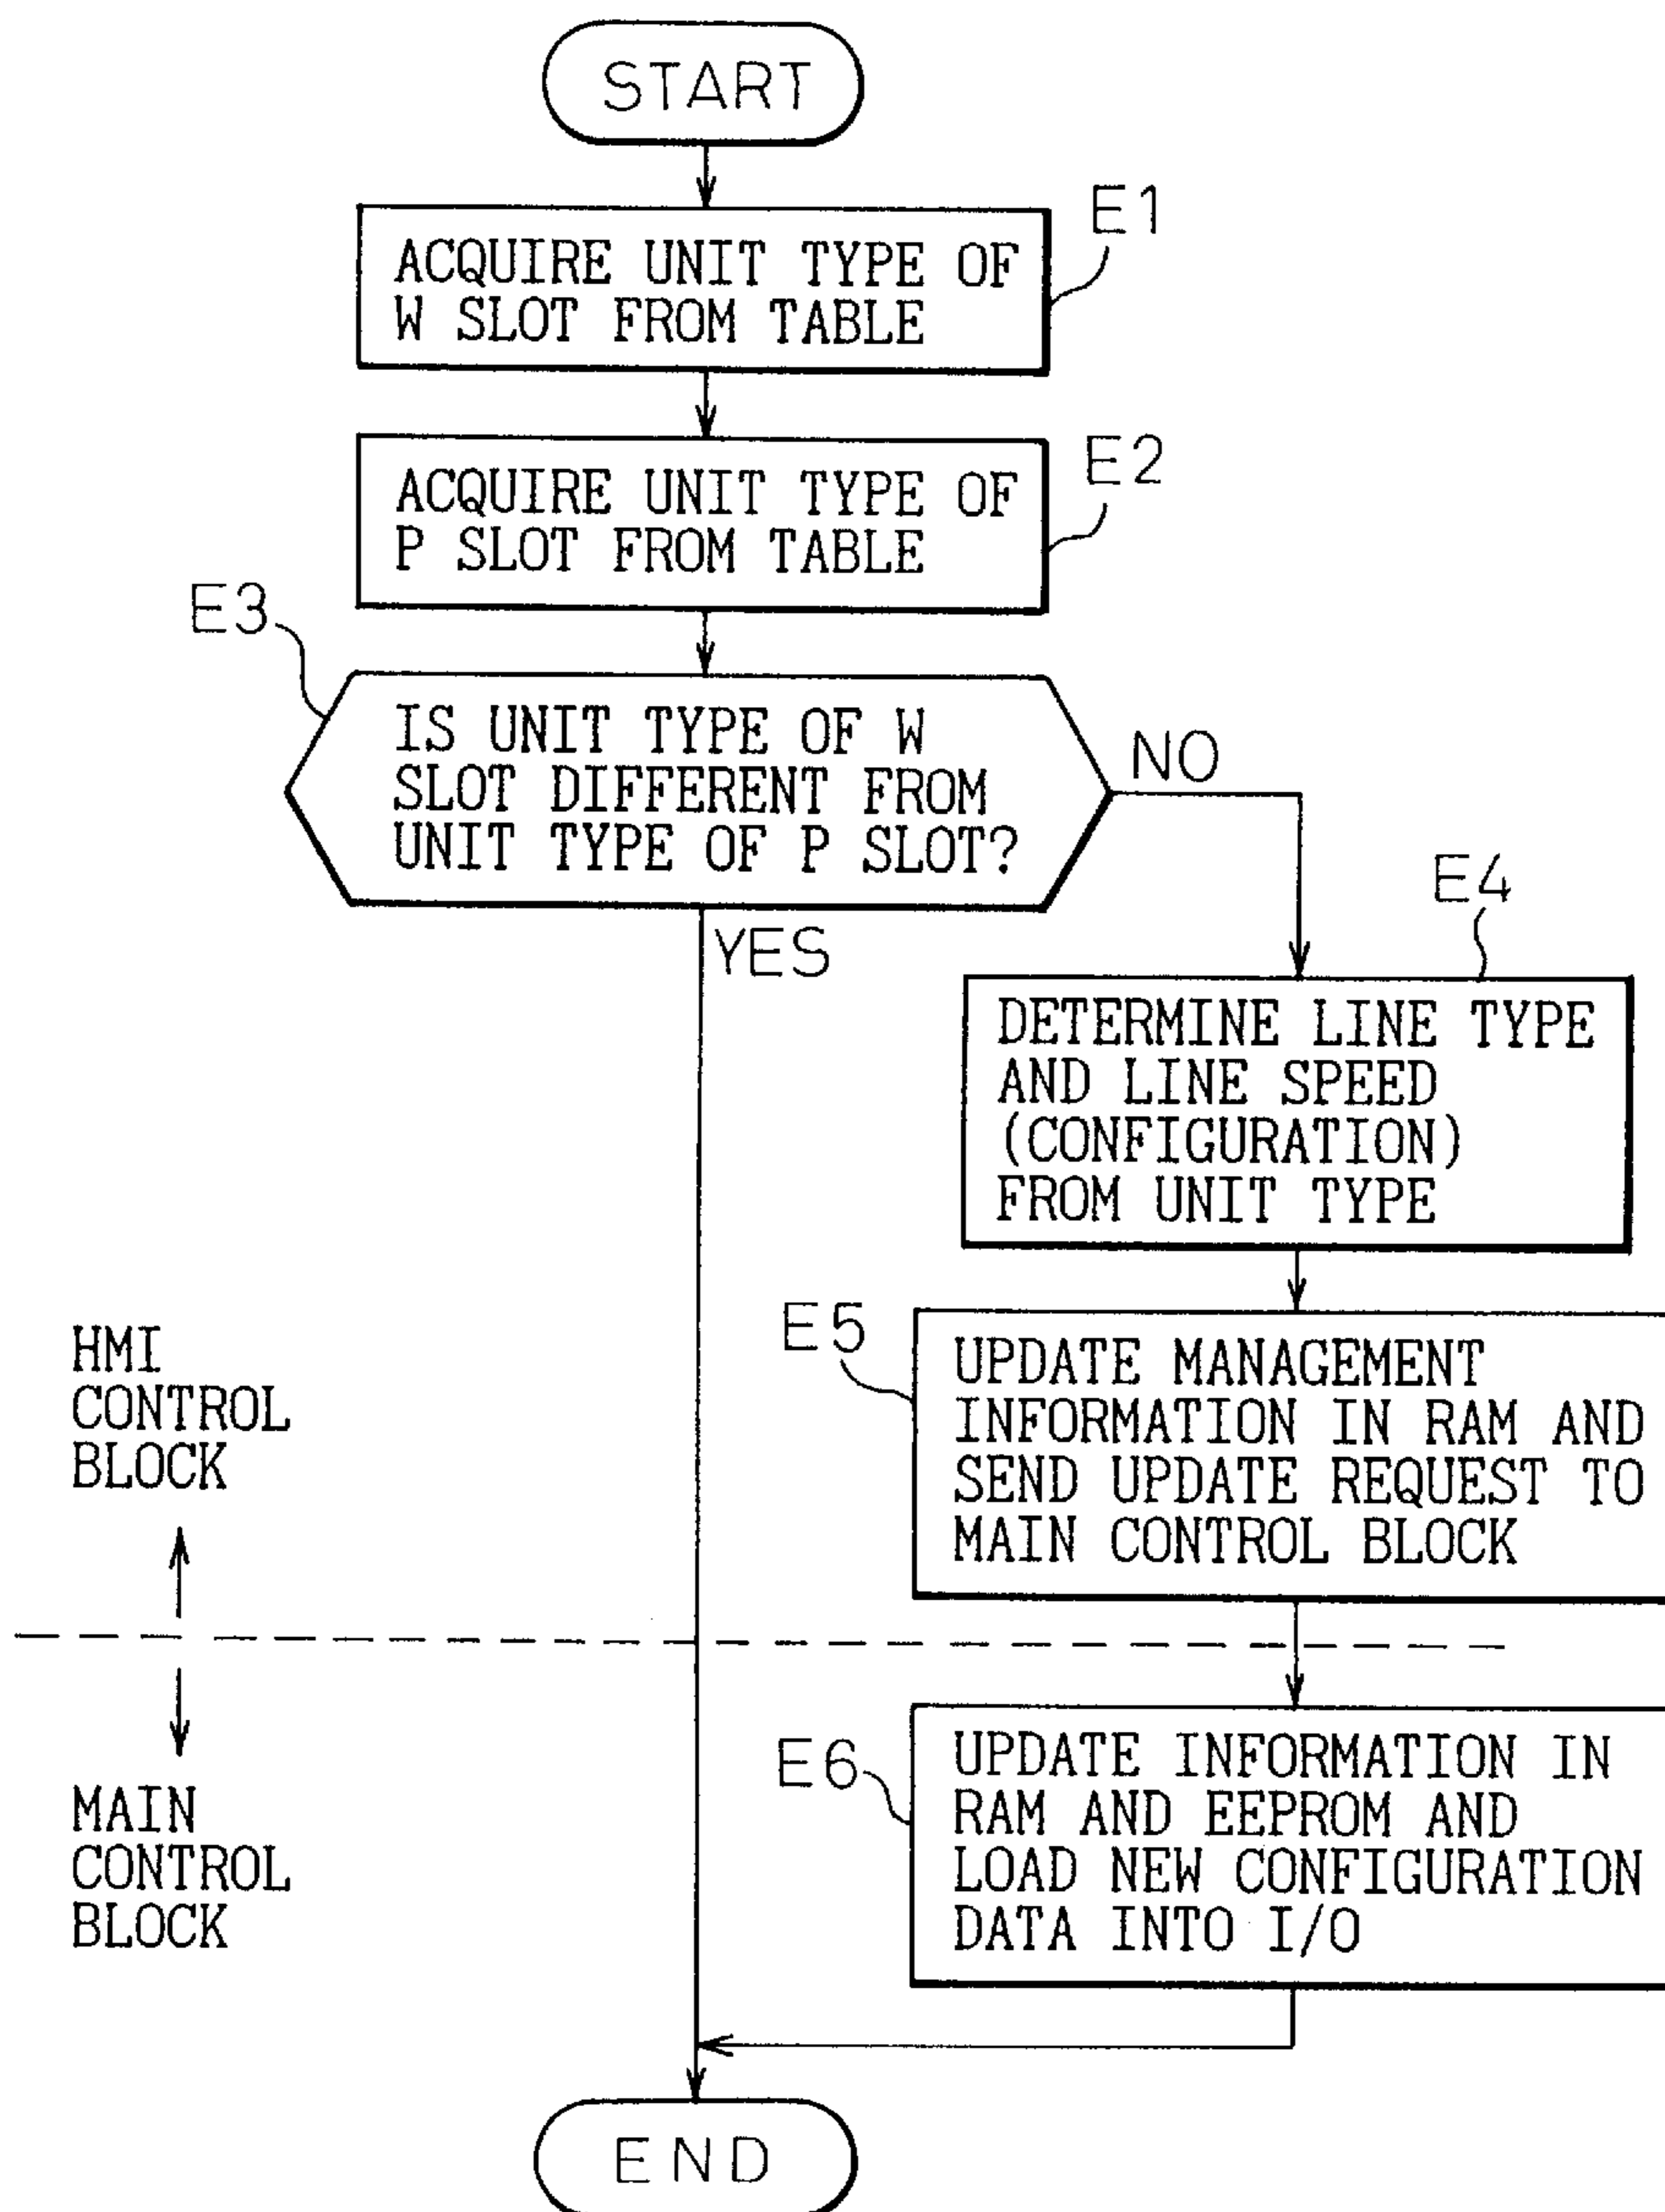 START
E1
ACQUIRE UNIT TYPE OF
W SLOT FROM TABLE
E2
ACQUIRE UNIT TYPE OF
P SLOT FROM TABLE
E3
IS UNIT TYPE OF W
SLOT DIFFERENT FROM
UNIT TYPE OF P SLOT?
NO
YES
E4
DETERMINE LINE TYPE
AND LINE SPEED
(CONFIGURATION)
FROM UNIT TYPE
E5
UPDATE MANAGEMENT
INFORMATION IN RAM AND
SEND UPDATE REQUEST TO
MAIN CONTROL BLOCK
HMI
CONTROL
BLOCK
E6
UPDATE INFORMATION IN
RAM AND EEPROM AND
LOAD NEW CONFIGURATION
DATA INTO I/O
MAIN
CONTROL
BLOCK
END